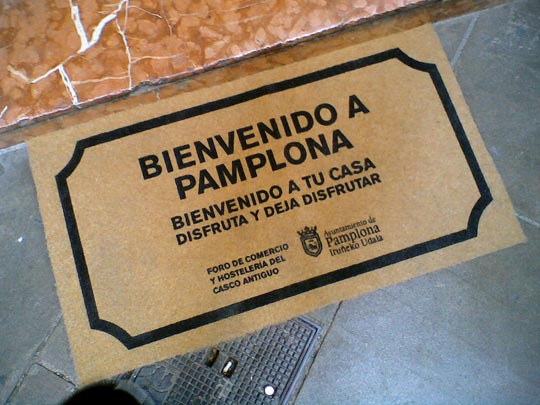 BIENVENIDO A
PAMPLONA
BIENVENIDO A TU CASA
DISFRUTA Y DEJA DISFRUTAR
FORO DE COMERCIO
Y HOSTELERÍA DEL
CASCO ANTIGUO
Ayuntamiento de
Pamplona
Iruñeko Udala